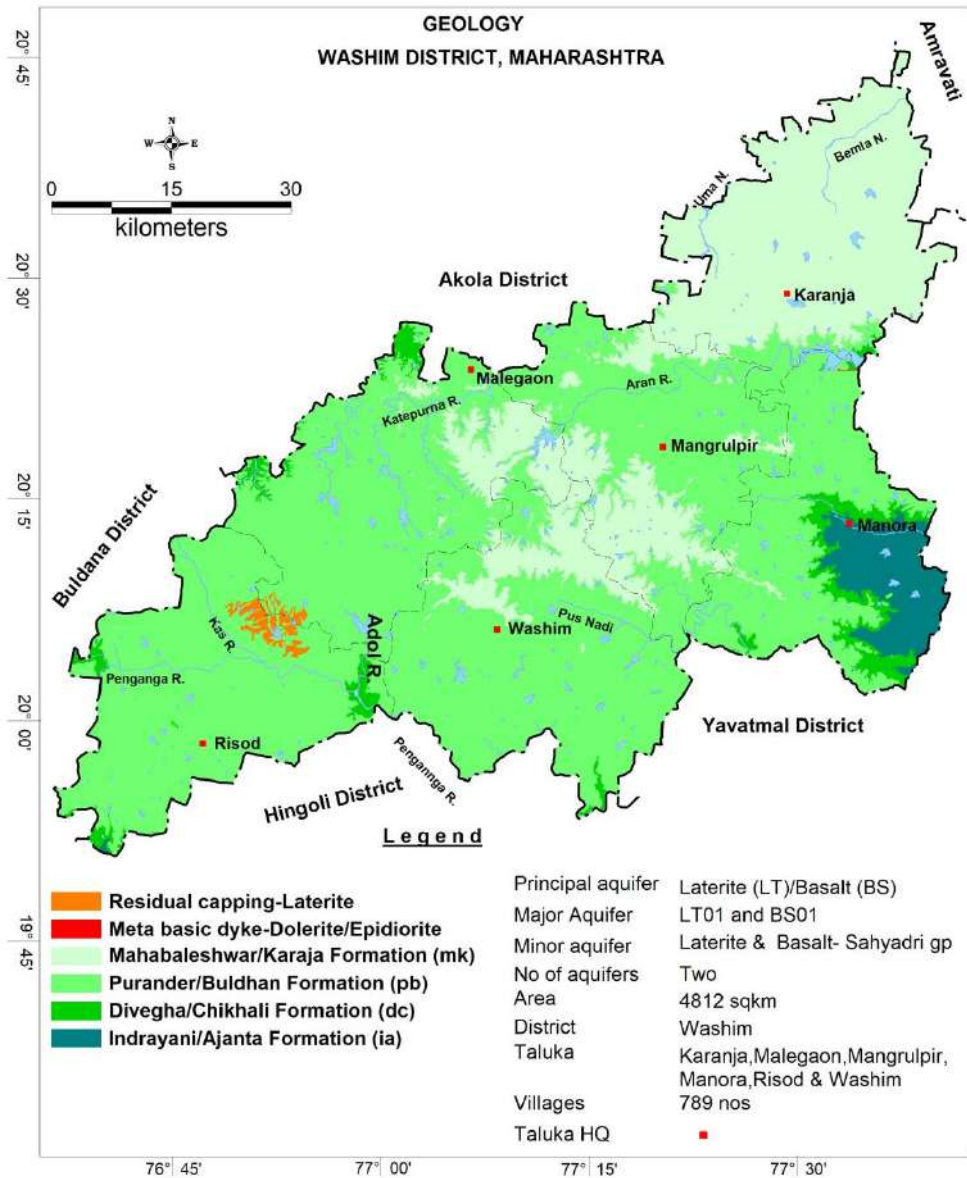 GEOLOGY
WASHIM DISTRICT, MAHARASHTRA
Amravati
20° 45'
N
W E
S
0 15 30
kilometers
Bemla N.
Uma N.
20° 30'
Akola District
Karanja
Malegaon
Aran R.
Katepurna R.
Mangrulpir
20° 15'
Buldana District
Manora
Kas R.
Adol R.
Washim
Pus Nadi
Penganga R.
20° 00'
Risod
Yavatmal District
Hingoli District
Pengannga R.
Legend
Residual capping-Laterite
Meta basic dyke-Dolerite/Epidiorite
Mahabaleshwar/Karaja Formation (mk)
Purander/Buldhan Formation (pb)
Divegha/Chikhali Formation (dc)
Indrayani/Ajanta Formation (ia)
19° 45'
Principal aquifer Laterite (LT)/Basalt (BS)
Major Aquifer LT01 and BS01
Minor aquifer Laterite & Basalt- Sahyadri gp
No of aquifers Two
Area 4812 sqkm
District Washim
Taluka Karanja,Malegaon,Mangrulpir,
Manora,Risod & Washim
Villages 789 nos
Taluka HQ
76° 45' 77° 00' 77° 15' 77° 30'